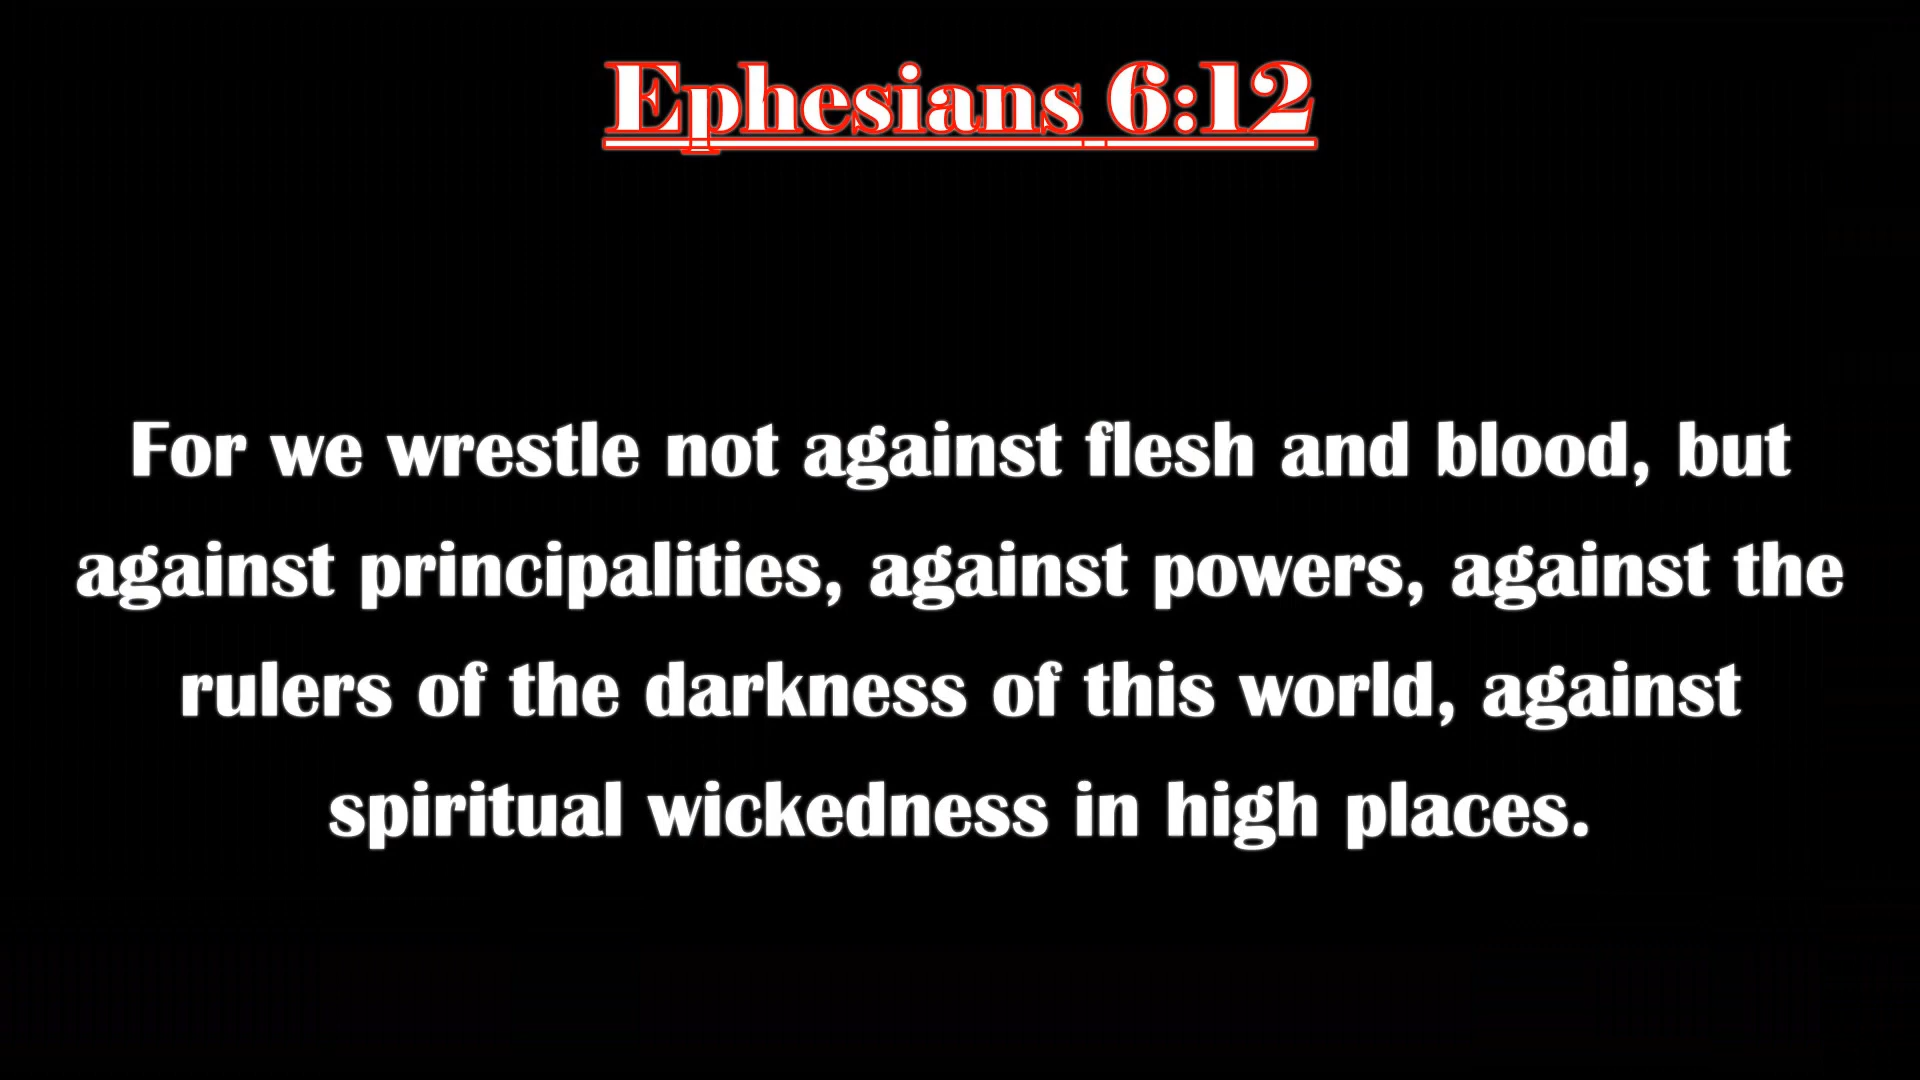 Ephesians 6:12
For we wrestle not against flesh and blood, but
against principalities, against powers, against the
rulers of the darkness of this world, against
spiritual wickedness in high places.